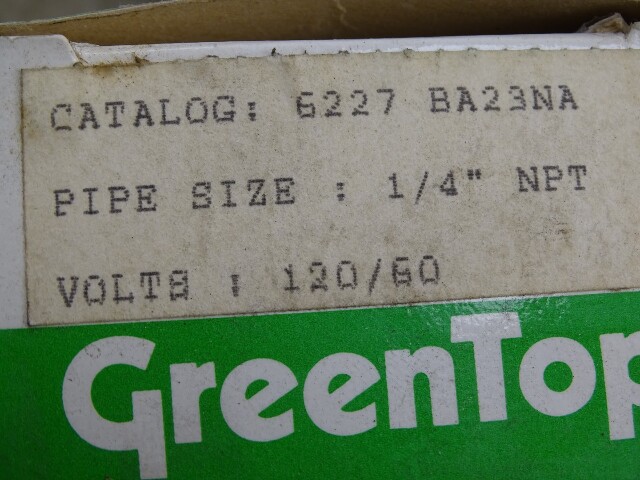 CATALOG: 6227 BA23NA
PIPE SIZE : 1/4" NPT
VOLTS : 120/60
GreenTop